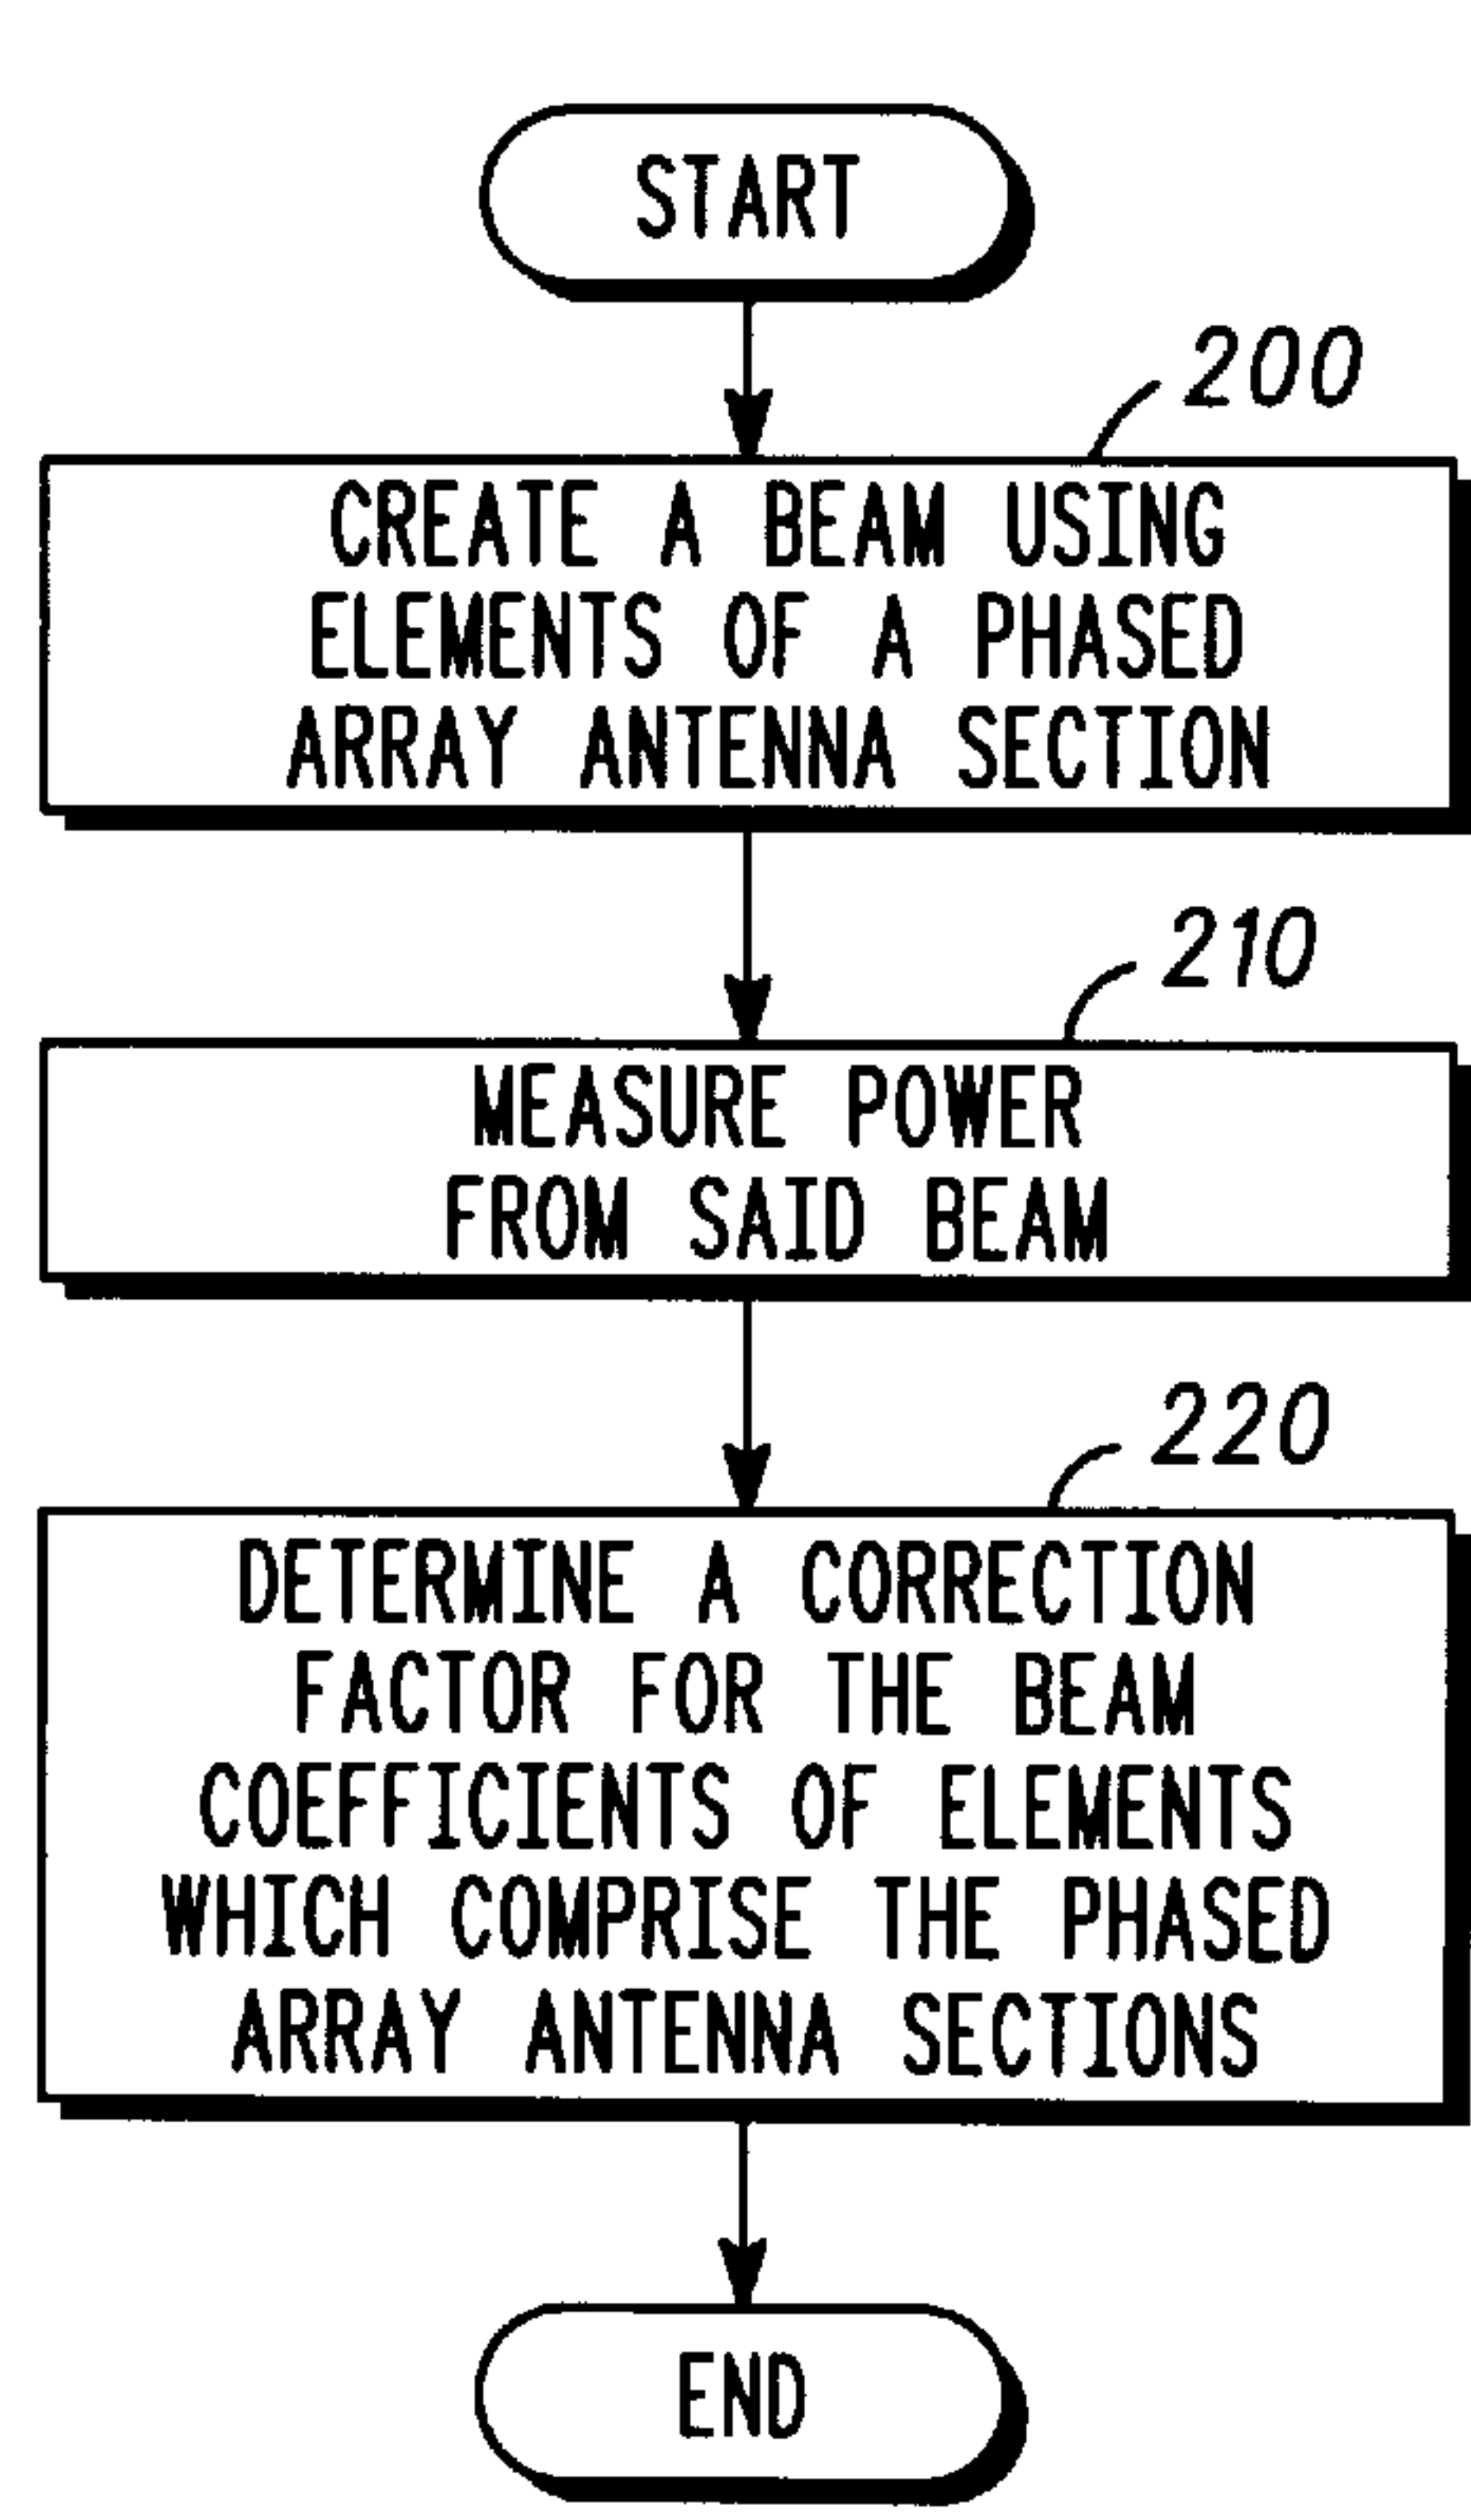 START
200
CREATE A BEAM USING
ELEMENTS OF A PHASED
ARRAY ANTENNA SECTION
210
MEASURE POWER
FROM SAID BEAM
220
DETERMINE A CORRECTION
FACTOR FOR THE BEAM
COEFFICIENTS OF ELEMENTS
WHICH COMPRISE THE PHASED
ARRAY ANTENNA SECTIONS
END